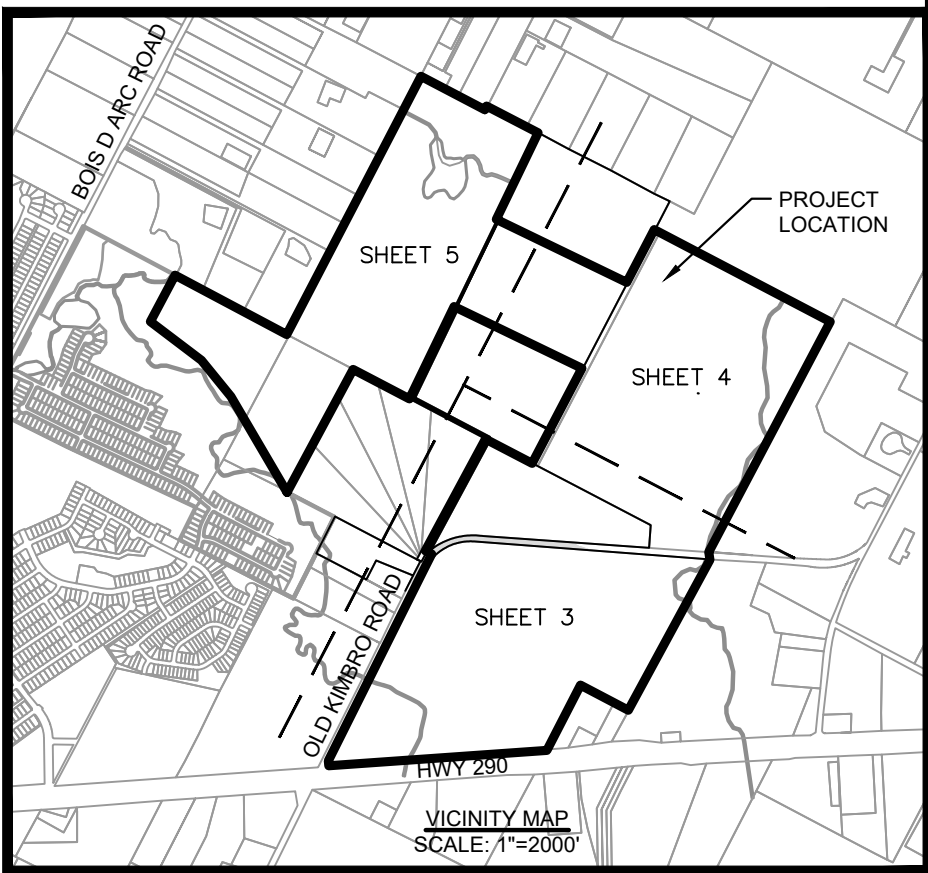 BOIS D ARC ROAD
PROJECT
LOCATION
SHEET 5
SHEET 4
SHEET 3
OLD KIMBRO ROAD
HWY 290
VICINITY MAP
SCALE: 1"=2000'